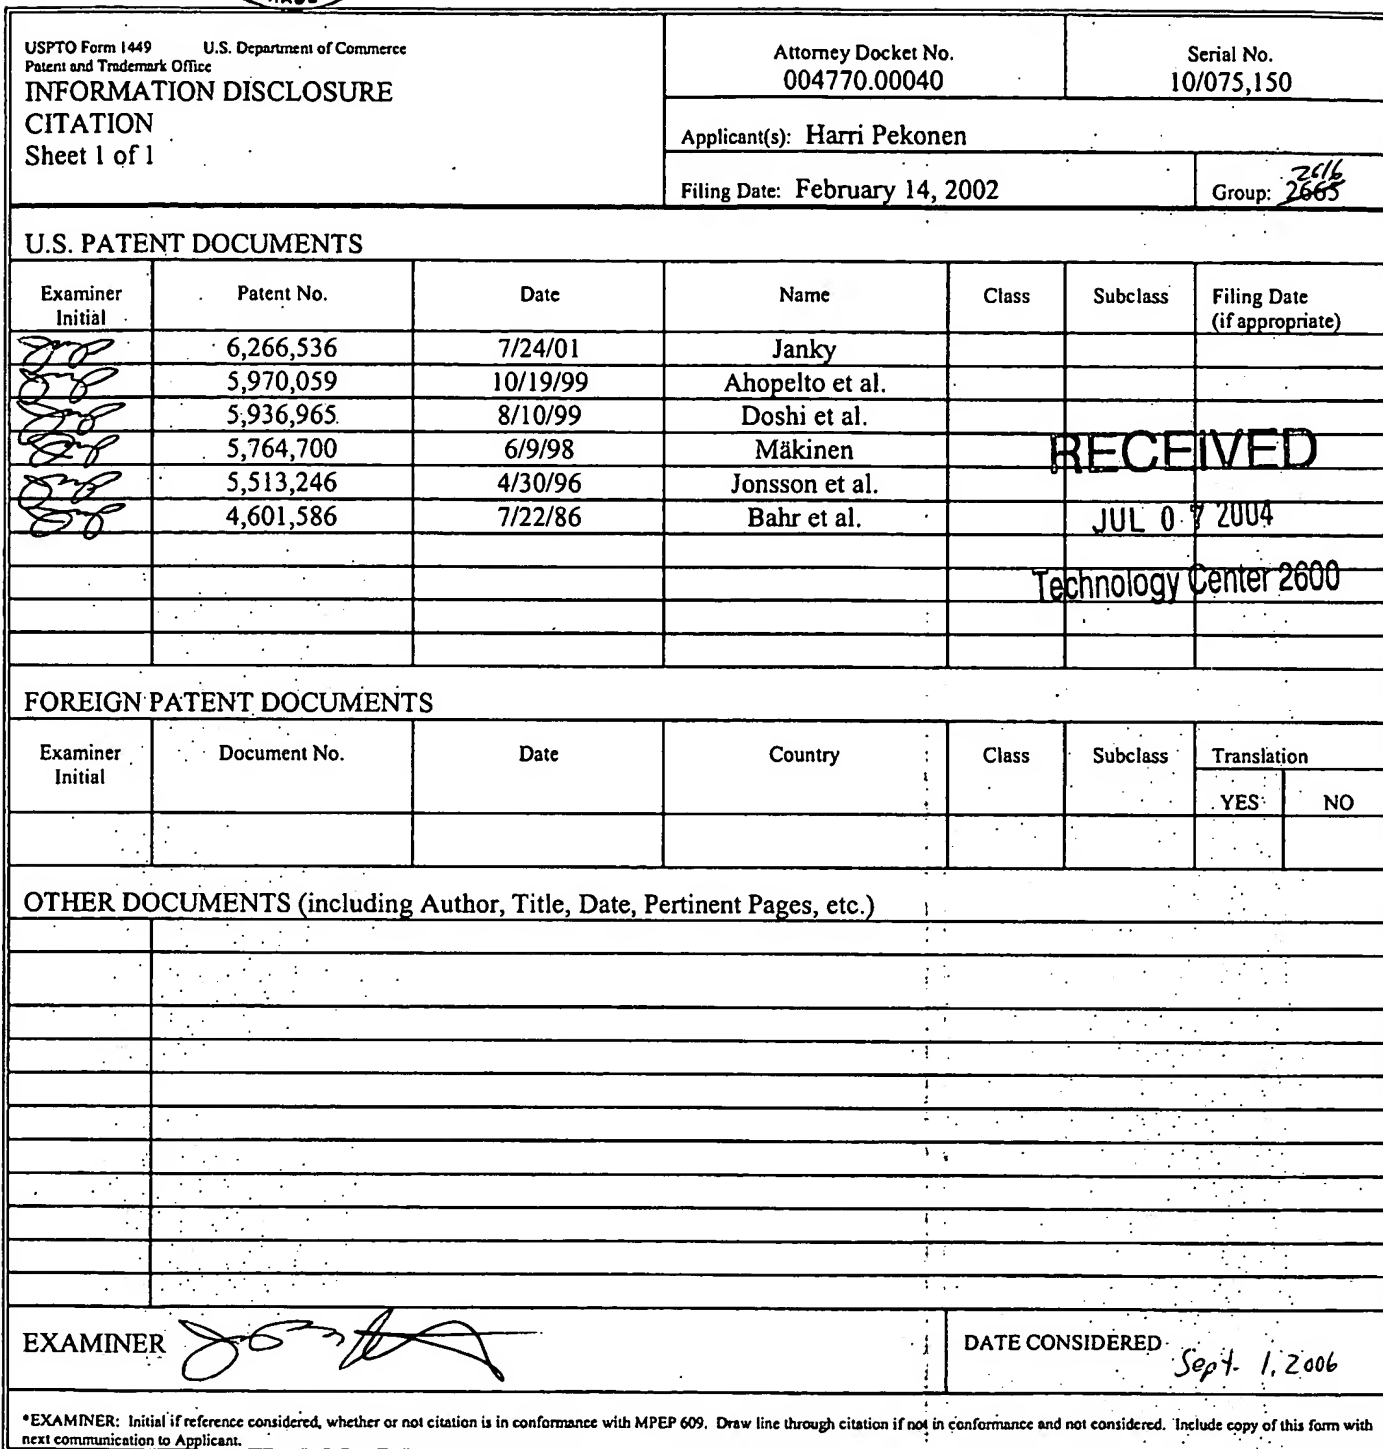 USPTO Form 1449 U.S. Department of Commerce
Patent and Trademark Office
INFORMATION DISCLOSURE
CITATION
Sheet 1 of 1
Attorney Docket No.
004770.00040
Serial No.
10/075,150
Applicant(s): Harri Pekonen
Filing Date: February 14, 2002
2616
Group: 2665
U.S. PATENT DOCUMENTS
Examiner Initial Patent No. Date Name Class Subclass Filing Date (if appropriate)
6,266,536 7/24/01 Janky
5,970,059 10/19/99 Ahopelto et al.
5,936,965 8/10/99 Doshi et al.
5,764,700 6/9/98 Mäkinen
5,513,246 4/30/96 Jonsson et al.
4,601,586 7/22/86 Bahr et al.
RECEIVED
JUL 07 2004
Technology Center 2600
FOREIGN PATENT DOCUMENTS
Examiner Initial Document No. Date Country Class Subclass Translation
YES NO
OTHER DOCUMENTS (including Author, Title, Date, Pertinent Pages, etc.)
EXAMINER
DATE CONSIDERED Sept. 1, 2006
*EXAMINER: Initial if reference considered, whether or not citation is in conformance with MPEP 609. Draw line through citation if not in conformance and not considered. Include copy of this form with
next communication to Applicant.